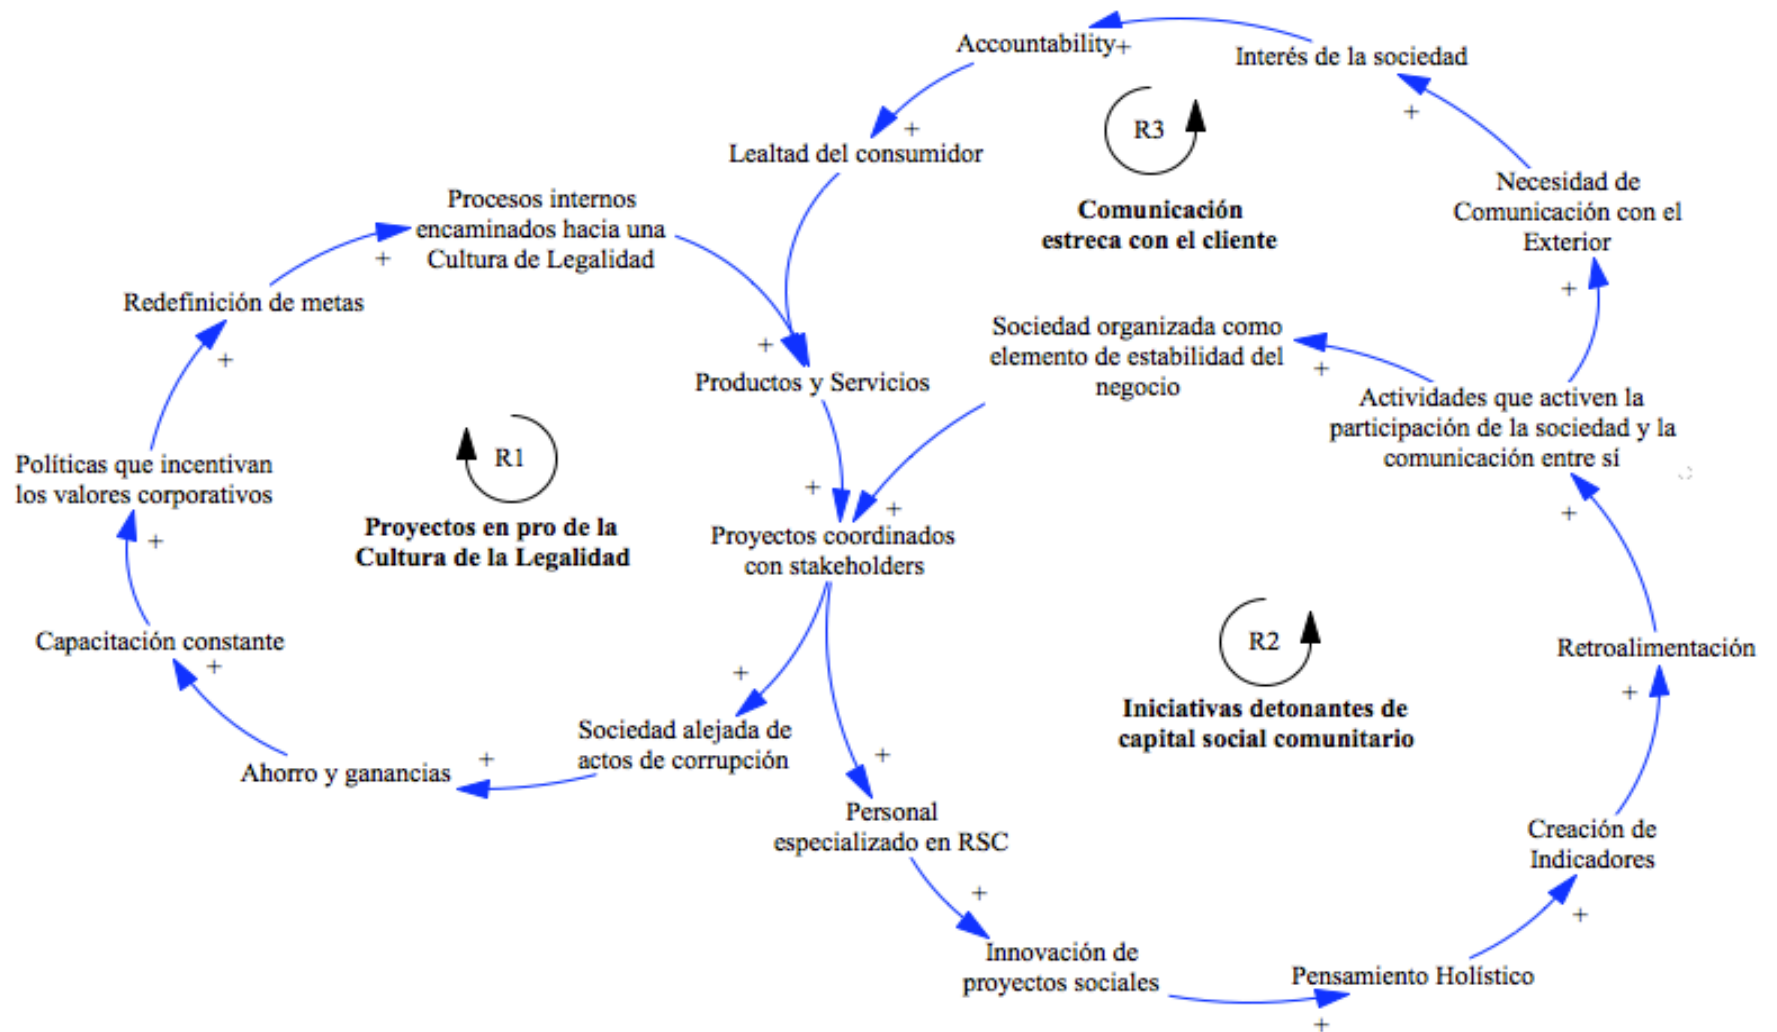 Accountability+
Interés de la sociedad
+
R3
+
Lealtad del consumidor
Necesidad de
Comunicación con el
Exterior
Procesos internos
encaminados hacia una
Cultura de Legalidad
Comunicación
estreca con el cliente
+
+
Redefinición de metas
+
+
Sociedad organizada como
elemento de estabilidad del
negocio
+
+
Productos y Servicios
Actividades que activen la
participación de la sociedad y la
comunicación entre sí
R1
Políticas que incentivan
los valores corporativos
+
+
+
Proyectos en pro de la
Cultura de la Legalidad
+
Proyectos coordinados
con stakeholders
Capacitación constante
+
R2
Retroalimentación
+
+
Iniciativas detonantes de
capital social comunitario
Sociedad alejada de
actos de corrupción
+
+
Ahorro y ganancias
Personal
especializado en RSC
Creación de
Indicadores
+
+
Innovación de
proyectos sociales
Pensamiento Holístico
+